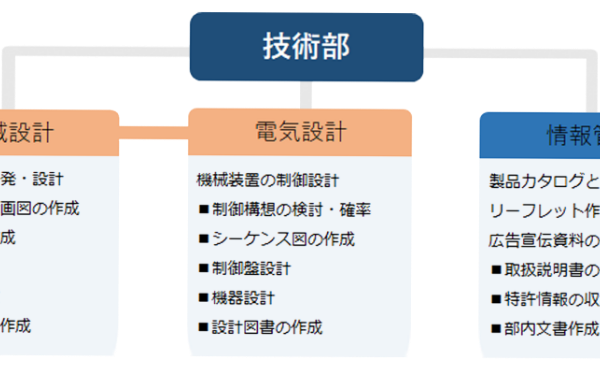 技術部
械設計
発・設計
画図の作成
成
作成
電気設計
機械装置の制御設計
■制御構想の検討・確率
■シーケンス図の作成
■制御盤設計
■機器設計
■設計図書の作成
情報管
製品カタログと
リーフレット作
広告宣伝資料の
■取扱説明書の
■特許情報の収
■部内文書作成